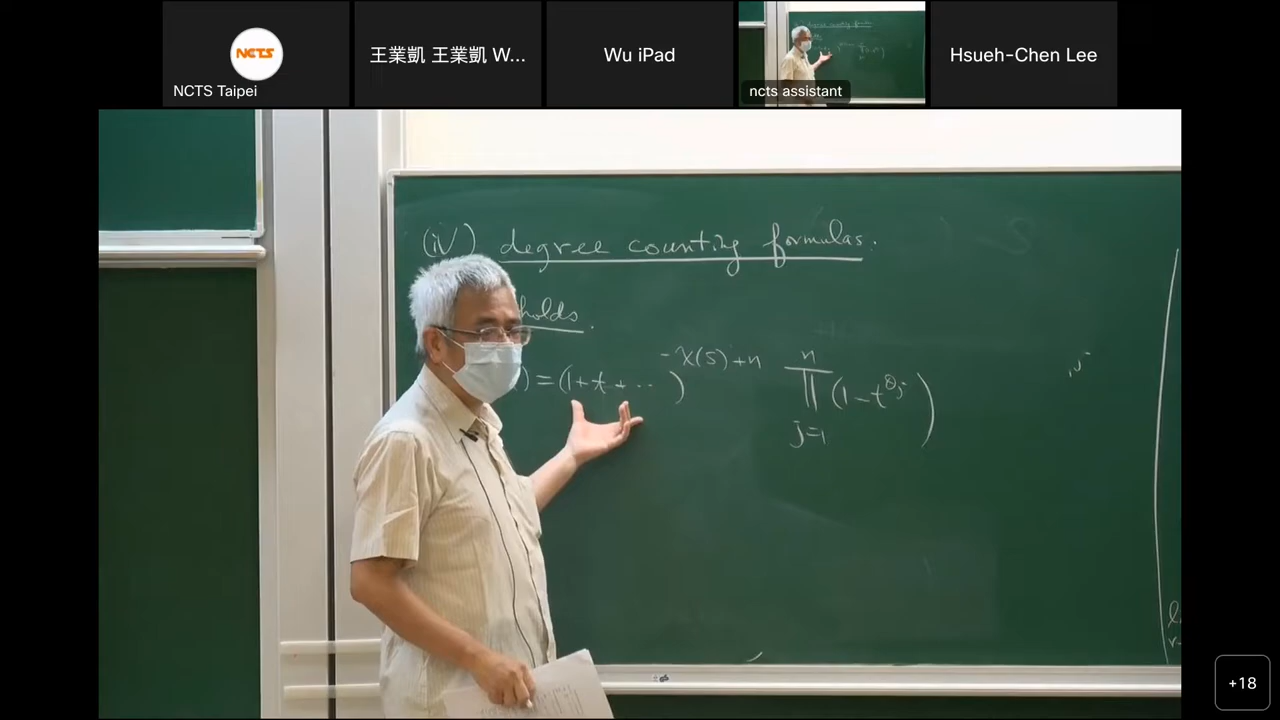 NCTS
NCTS Taipei
王業凱 王業凱 W...
Wu iPad
ncts assistant
Hsueh-Chen Lee
(iv) degree counting formulas.
holds.
) = (1+t+...)^{-χ(S)+n} ∏_{j=1}^{n} (1-t^{θ_j})
+18